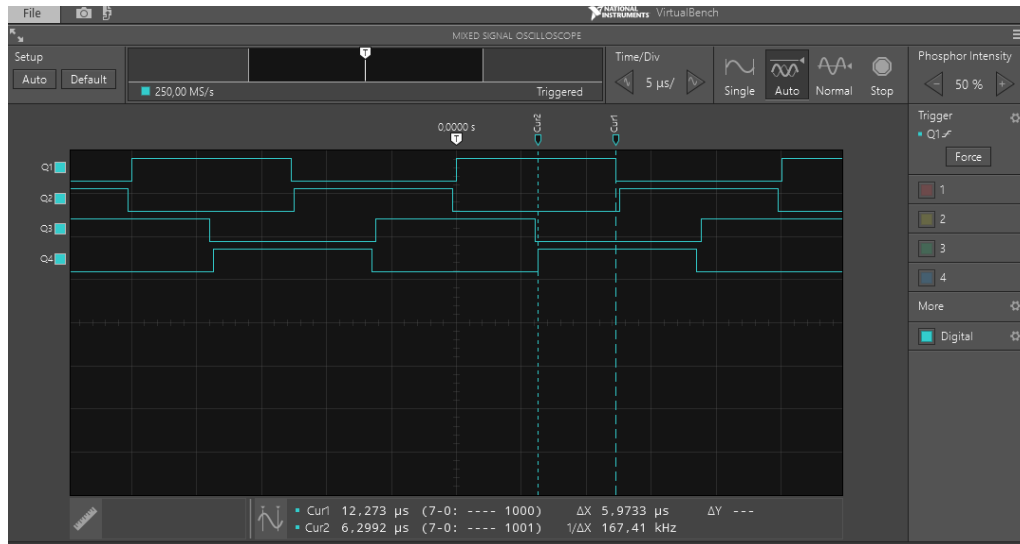 File
NATIONAL INSTRUMENTS VirtualBench
MIXED SIGNAL OSCILLOSCOPE
Setup
Auto Default
T
250,00 MS/s Triggered
Time/Div
5 µs/
Single Auto Normal Stop
Phosphor Intensity
- 50 % +
Trigger
Q1
Force
1
2
3
4
More
Digital
0,0000 s
T
Cur2
Cur1
Q1
Q2
Q3
Q4
Cur1 12,273 µs (7-0: ---- 1000) ΔX 5,9733 µs ΔY ---
Cur2 6,2992 µs (7-0: ---- 1001) 1/ΔX 167,41 kHz